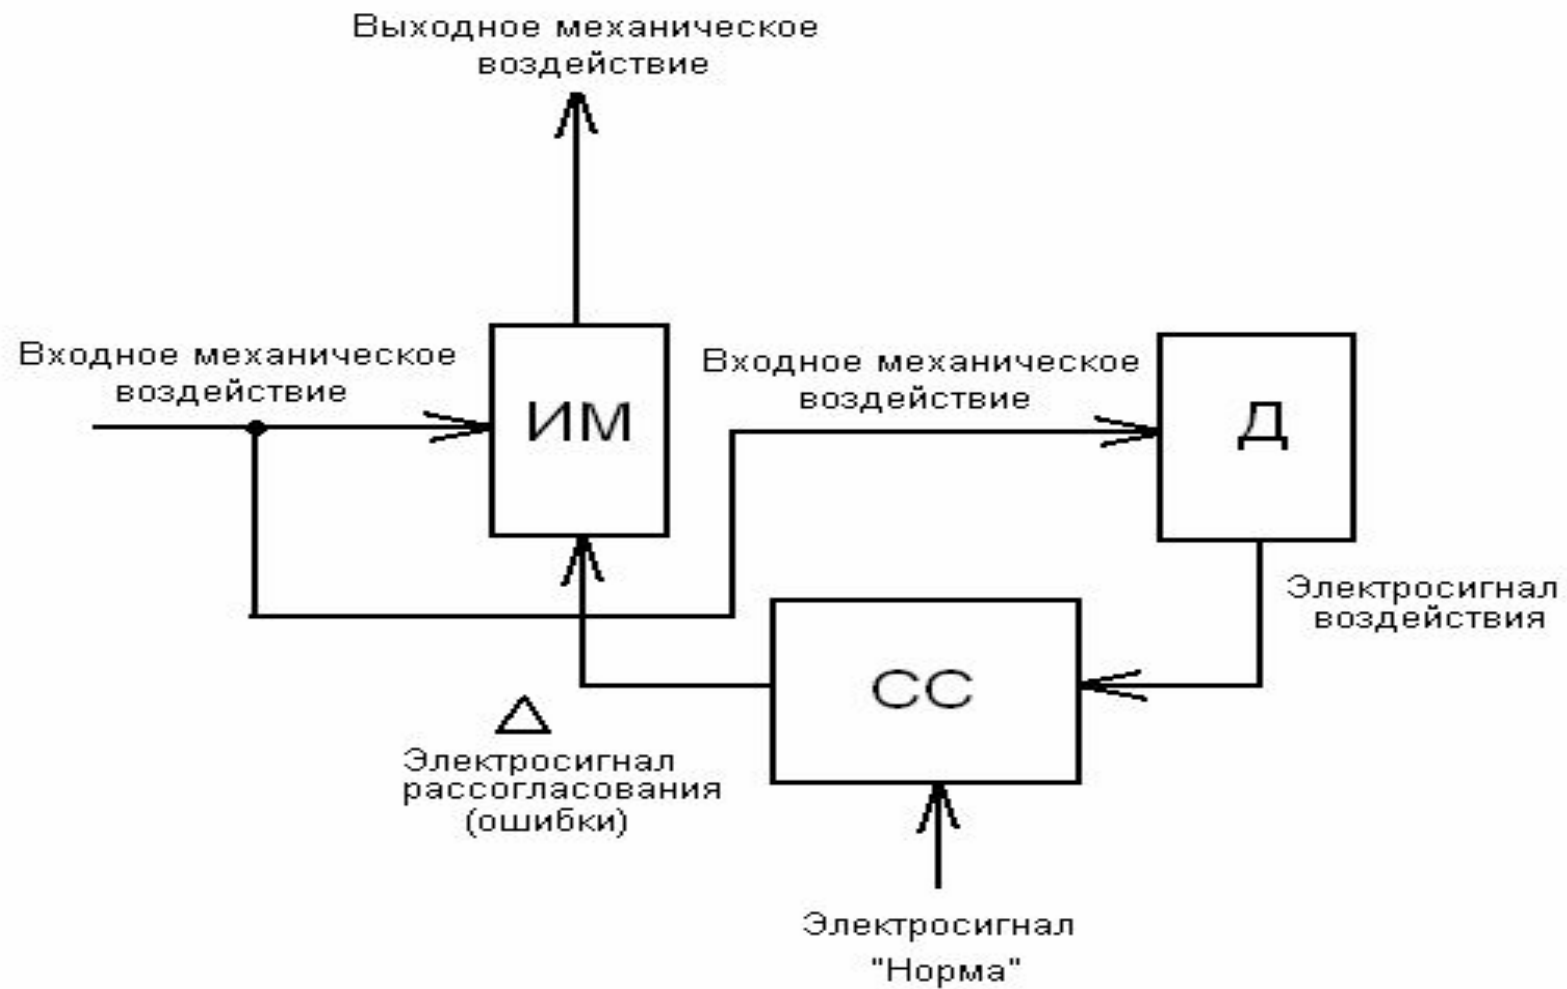 Выходное механическое
воздействие
Входное механическое
воздействие
ИМ
Входное механическое
воздействие
Д
Электросигнал
воздействия
СС
Электросигнал
рассогласования
(ошибки)
Электросигнал
"Норма"